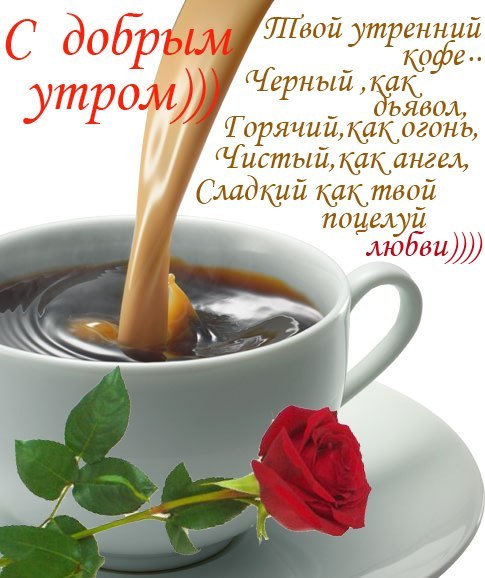 С добрым
утром)))
Твой утренний
кофе..
Черный ,как
дьявол,
Горячий,как огонь,
Чистый,как ангел,
Сладкий как твой
поцелуй
любви))))